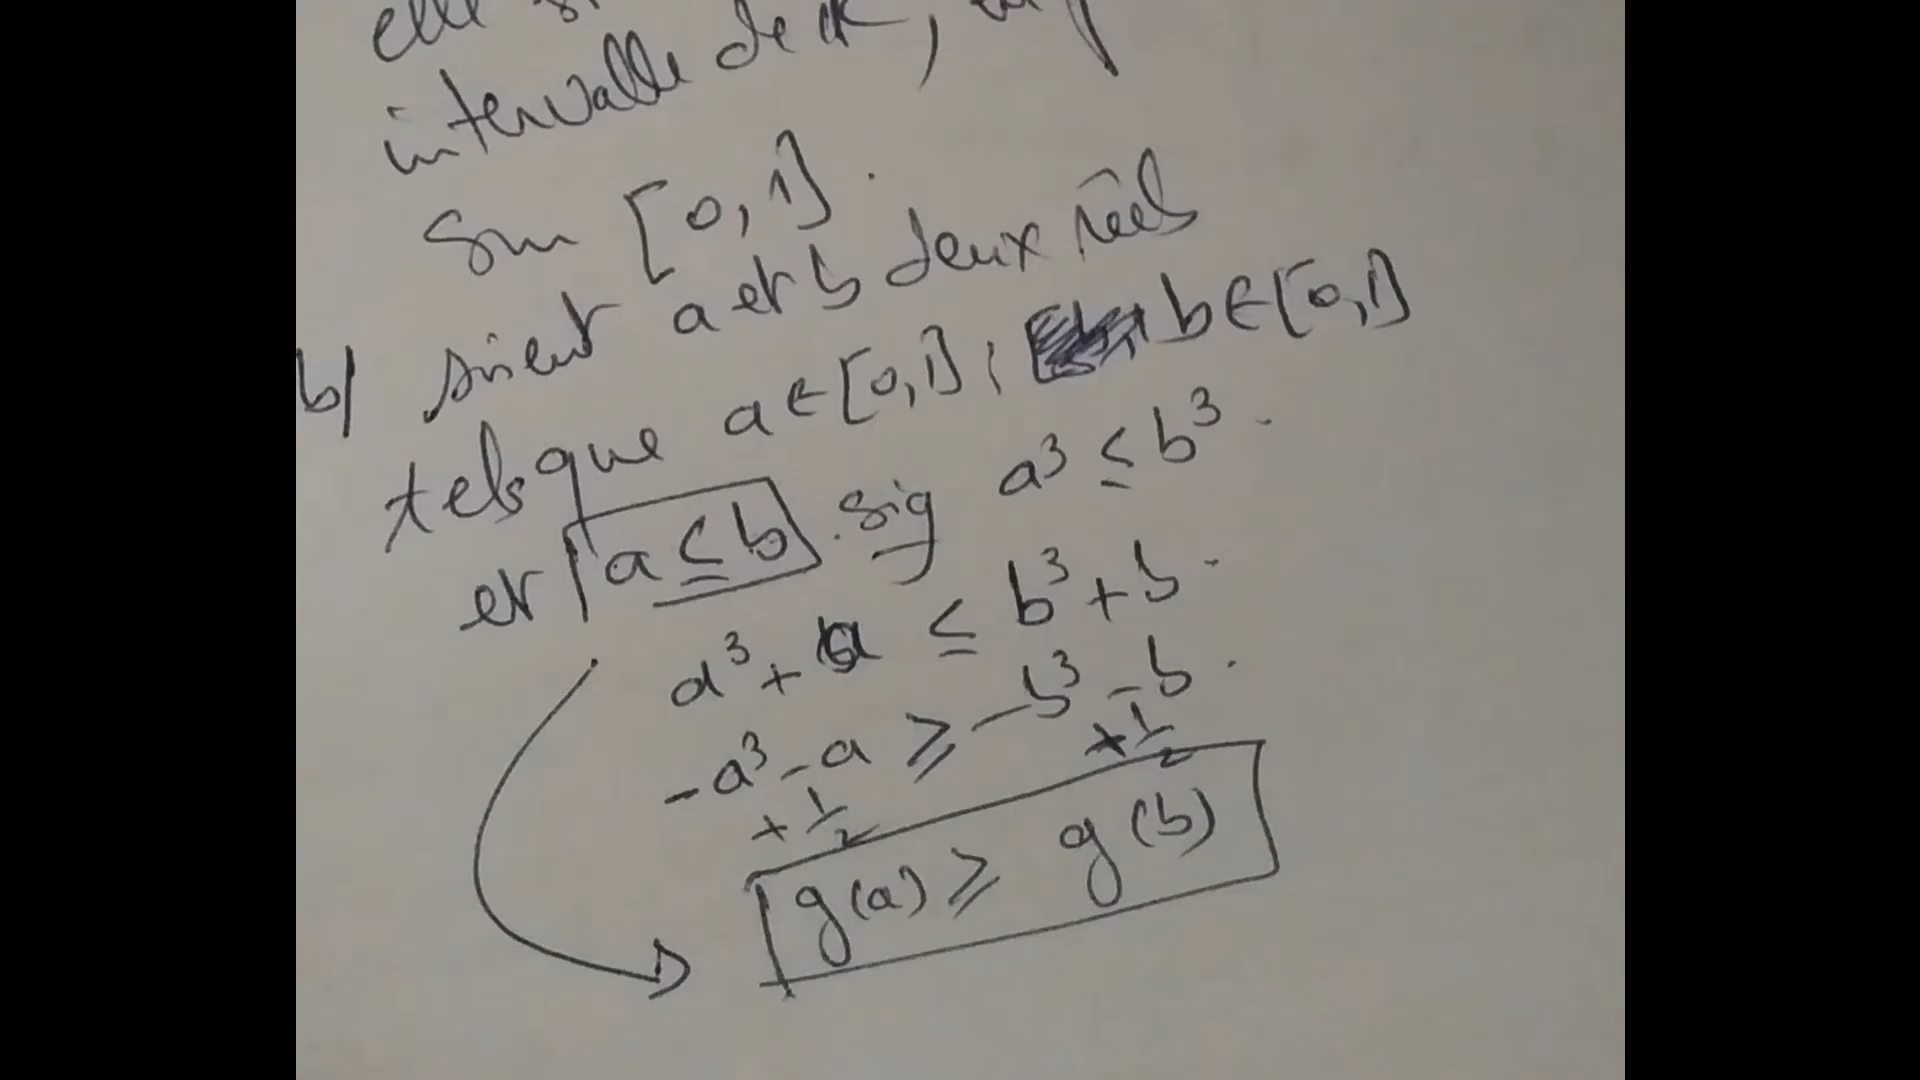 elle
intervalle de ,
sur [0,1].
b/ soient a et b deux réels
tels que a ∈ [0,1] ; b ∈ [0,1]
et a ≤ b . sig a³ ≤ b³.
a³ + a ≤ b³ + b.
-a³ - a ≥ -b³ - b.
+ 1/2 + 1/2
g(a) ≥ g(b)